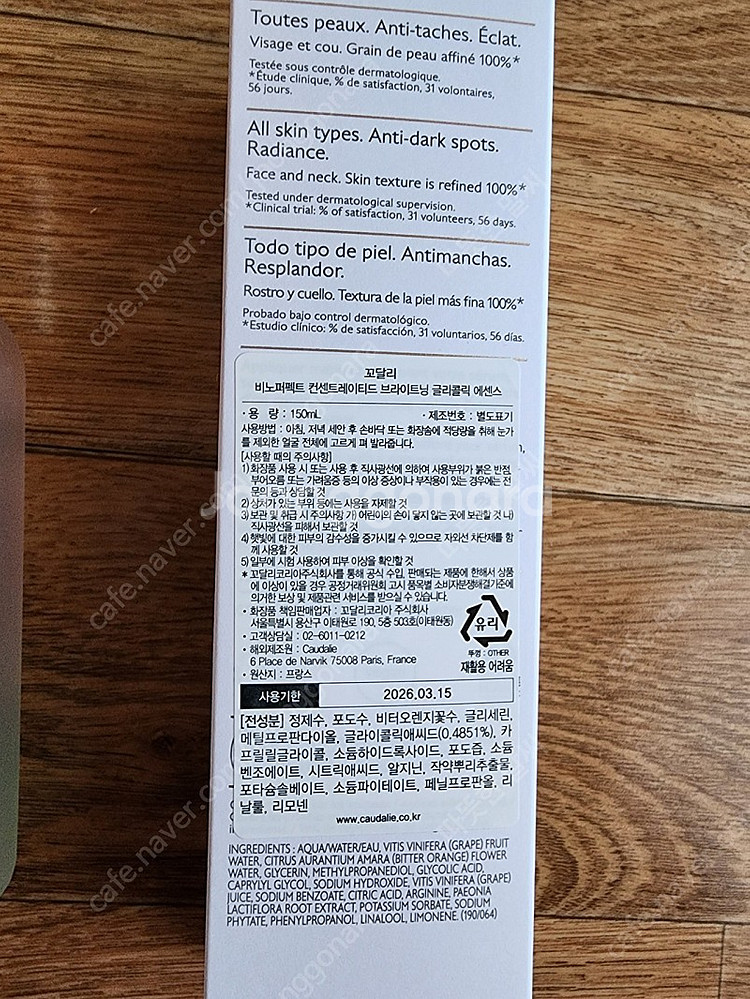 Toutes peaux. Anti-taches. Éclat.
Visage et cou. Grain de peau affiné 100%*
Testée sous contrôle dermatologique.
*Étude clinique, % de satisfaction, 31 volontaires,
56 jours.
All skin types. Anti-dark spots.
Radiance.
Face and neck. Skin texture is refined 100%*
Tested under dermatological supervision.
*Clinical trial: % of satisfaction, 31 volunteers, 56 days.
Todo tipo de piel. Antimanchas.
Resplandor.
Rostro y cuello. Textura de la piel más fina 100%*
Probado bajo control dermatológico.
*Estudio clínico: % de satisfacción, 31 voluntarios, 56 días.
꼬달리
비노퍼펙트 컨센트레이티드 브라이트닝 글리콜릭 에센스
· 용 량 : 150mL · 제조번호 : 별도표기
사용방법 : 아침, 저녁 세안 후 손바닥 또는 화장솜에 적당량을 취해 눈가
를 제외한 얼굴 전체에 고르게 펴 발라줍니다.
[사용할 때의 주의사항]
1) 화장품 사용 시 또는 사용 후 직사광선에 의하여 사용부위가 붉은 반점,
부어오름 또는 가려움증 등의 이상 증상이나 부작용이 있는 경우에는 전
문의 등과 상담할 것
2) 상처가 있는 부위 등에는 사용을 자제할 것
3) 보관 및 취급 시 주의사항 가) 어린이의 손이 닿지 않는 곳에 보관할 것 나)
직사광선을 피해서 보관할 것
4) 햇빛에 대한 피부의 감수성을 증가시킬 수 있으므로 자외선 차단제를 함
께 사용할 것
5) 일부에 시험 사용하여 피부 이상을 확인할 것
* 꼬달리코리아주식회사를 통해 공식 수입, 판매되는 제품에 한해서 상품
에 이상이 있을 경우 공정거래위원회 고시 품목별 소비자분쟁해결기준에
의거한 보상 및 제품관련 서비스를 받으실 수 있습니다.
· 화장품 책임판매업자 : 꼬달리코리아 주식회사
서울특별시 용산구 이태원로 190, 5층 503호(이태원동)
· 고객상담실 : 02-6011-0212
· 해외제조원 : Caudalie
6 Place de Narvik 75008 Paris, France
· 원산지 : 프랑스
유리
뚜껑 : OTHER
재활용 어려움
사용기한 2026.03.15
[전성분] 정제수, 포도수, 비터오렌지꽃수, 글리세린,
메틸프로판다이올, 글라이콜릭애씨드(0.4851%), 카
프릴릴글라이콜, 소듐하이드록사이드, 포도즙, 소듐
벤조에이트, 시트릭애씨드, 알지닌, 작약뿌리추출물,
포타슘솔베이트, 소듐파이테이트, 페닐프로판올, 리
날룰, 리모넨
www.caudalie.co.kr
INGREDIENTS : AQUA/WATER/EAU, VITIS VINIFERA (GRAPE) FRUIT
WATER, CITRUS AURANTIUM AMARA (BITTER ORANGE) FLOWER
WATER, GLYCERIN, METHYLPROPANEDIOL, GLYCOLIC ACID,
CAPRYLYL GLYCOL, SODIUM HYDROXIDE, VITIS VINIFERA (GRAPE)
JUICE, SODIUM BENZOATE, CITRIC ACID, ARGININE, PAEONIA
LACTIFLORA ROOT EXTRACT, POTASSIUM SORBATE, SODIUM
PHYTATE, PHENYLPROPANOL, LINALOOL, LIMONENE. (190/064)
cafe.naver.com
cafe.naver.com
cafe.naver.com